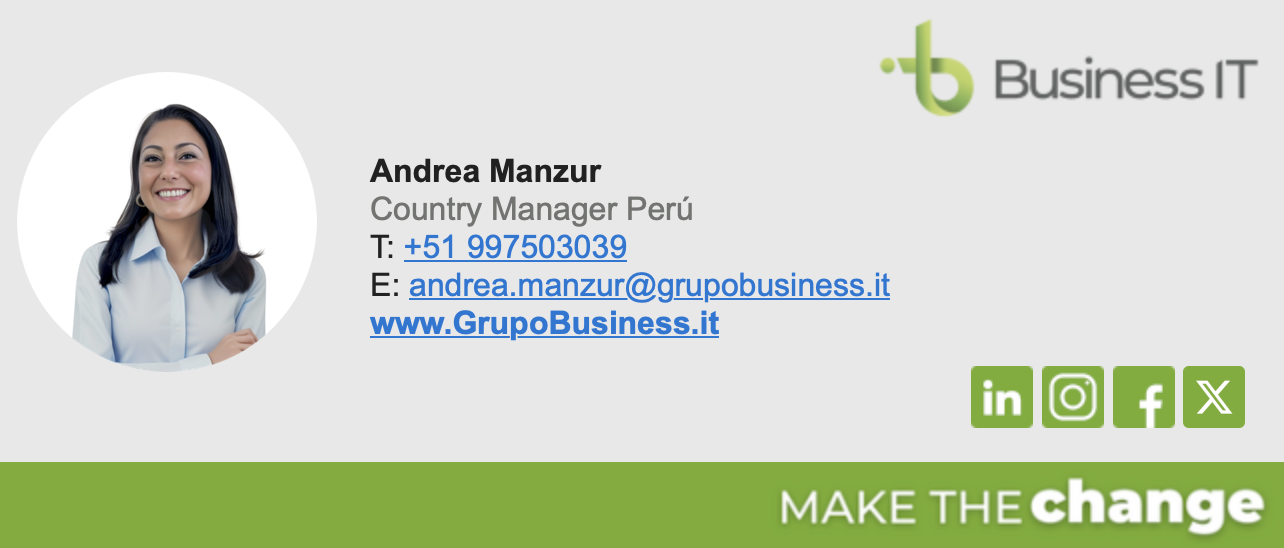 Business IT
Andrea Manzur
Country Manager Perú
T: +51 997503039
E: andrea.manzur@grupobusiness.it
www.GrupoBusiness.it
in
f
X
MAKE THE change